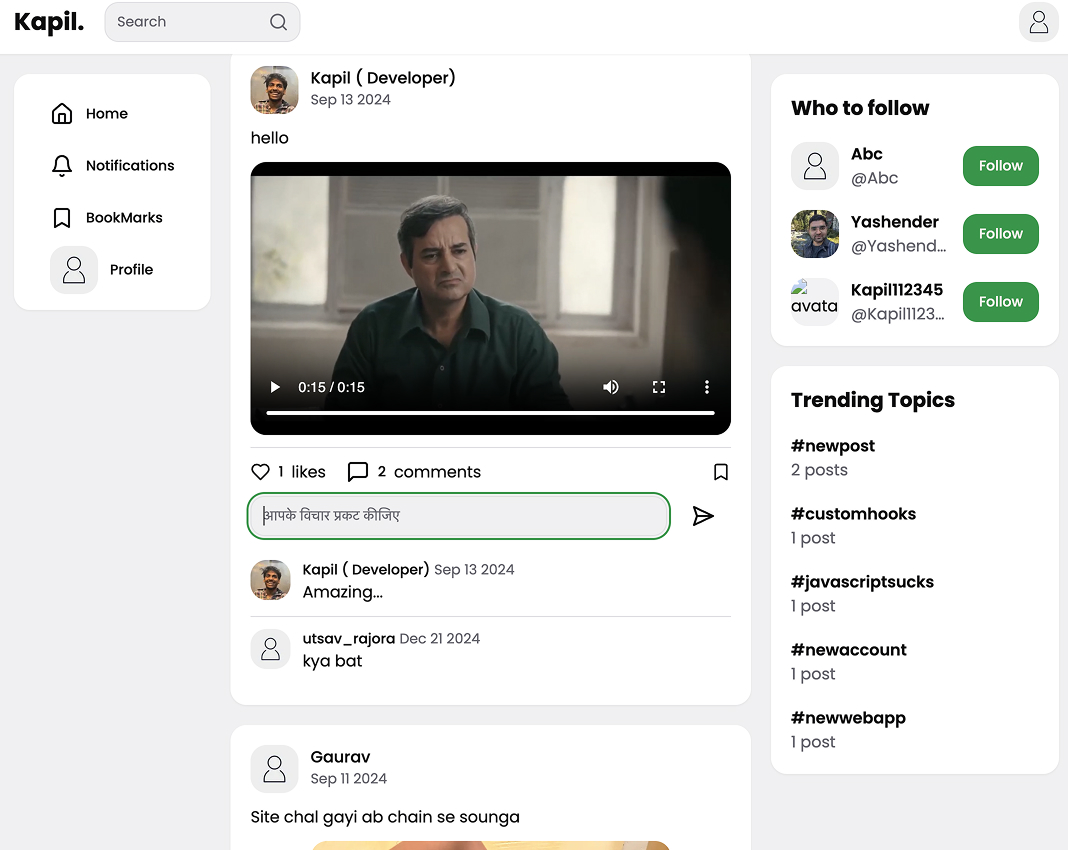 Kapil.
Search
Home
Notifications
BookMarks
Profile
Kapil ( Developer)
Sep 13 2024
hello
0:15 / 0:15
1 likes 2 comments
आपके विचार प्रकट कीजिए
Kapil ( Developer) Sep 13 2024
Amazing...
utsav_rajora Dec 21 2024
kya bat
Gaurav
Sep 11 2024
Site chal gayi ab chain se sounga
Who to follow
Abc
@Abc
Follow
Yashender
@Yashend...
Follow
avata
Kapil112345
@Kapil1123...
Follow
Trending Topics
#newpost
2 posts
#customhooks
1 post
#javascriptsucks
1 post
#newaccount
1 post
#newwebapp
1 post